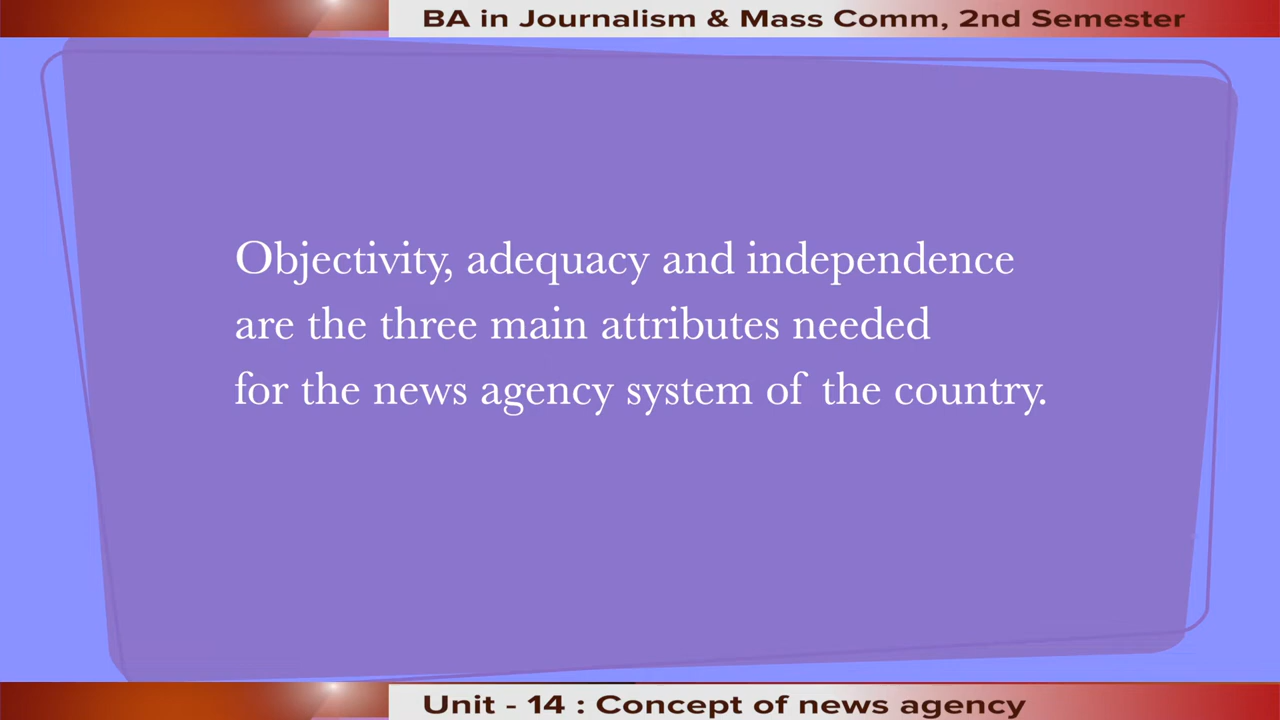 BA in Journalism & Mass Comm, 2nd Semester
Objectivity, adequacy and independence
are the three main attributes needed
for the news agency system of the country.
Unit - 14 : Concept of news agency